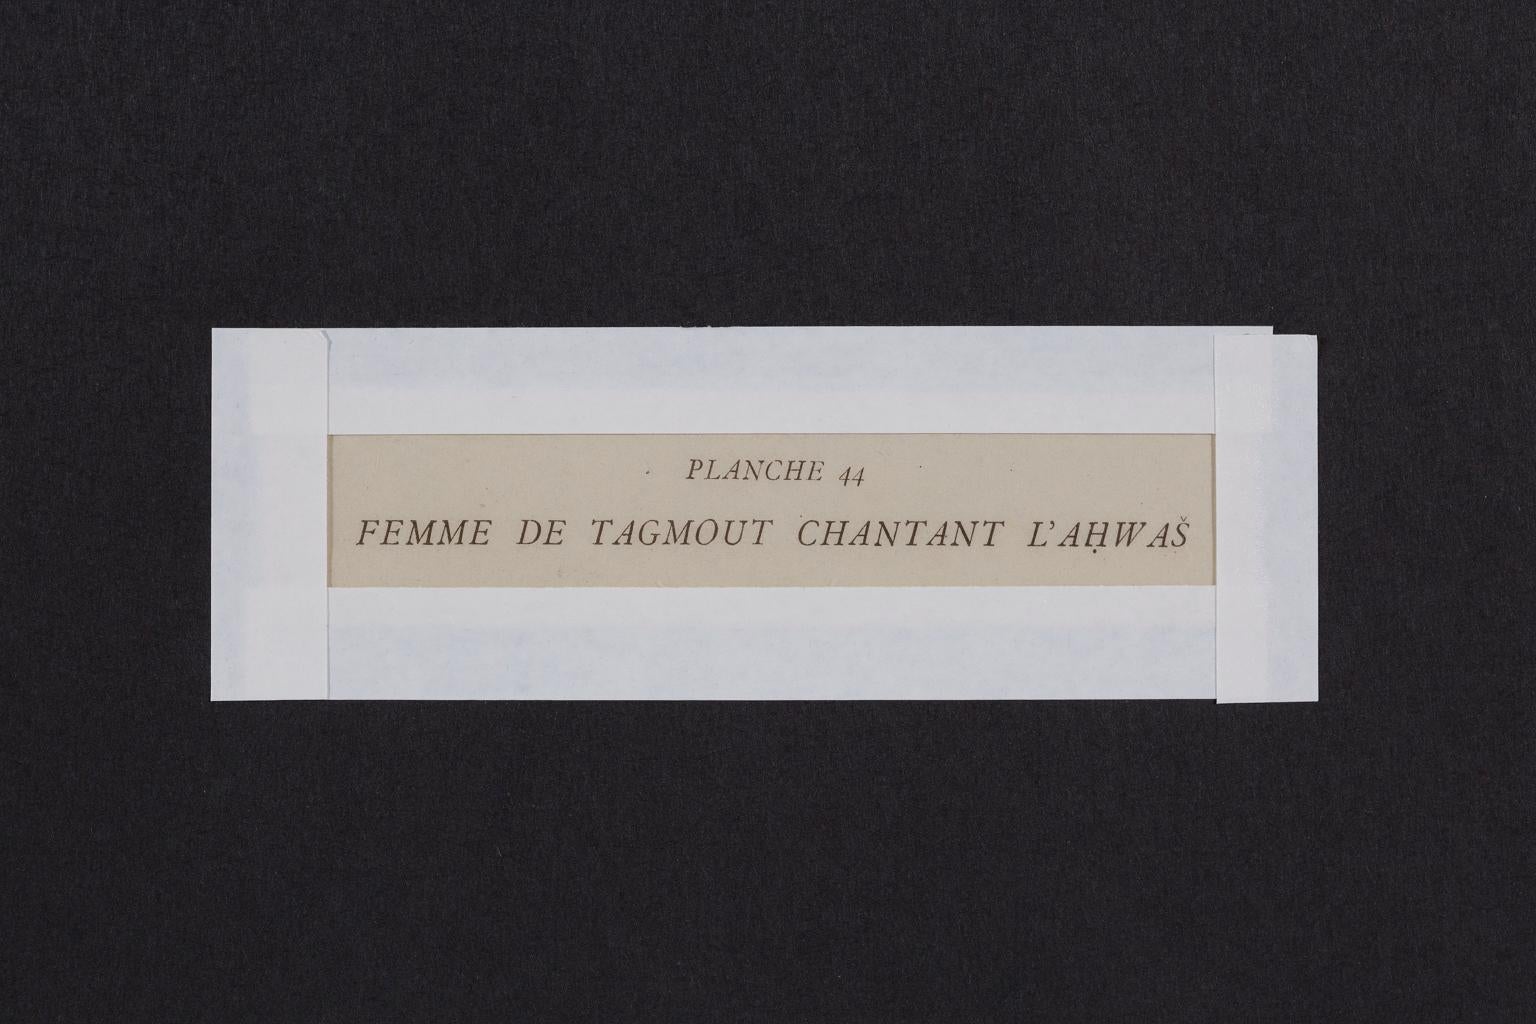 PLANCHE 44
FEMME DE TAGMOUT CHANTANT L’AḤWAŠ